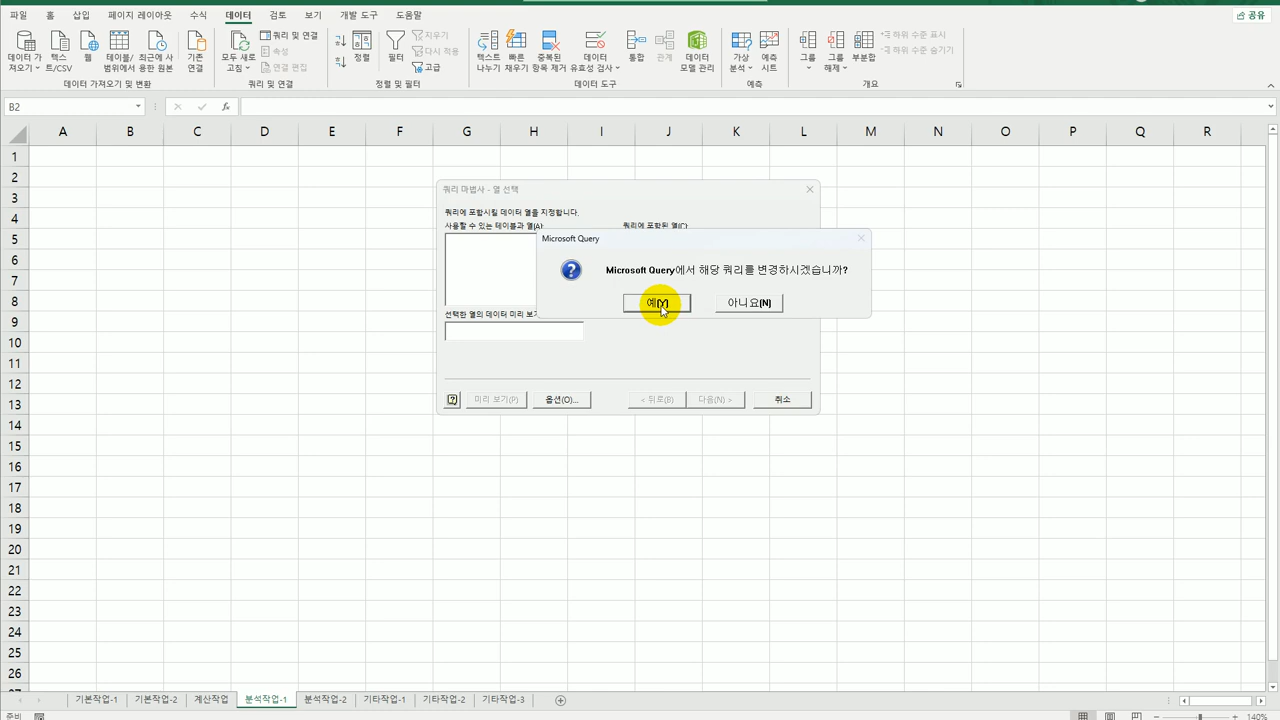 파일 홈 삽입 페이지 레이아웃 수식 데이터 검토 보기 개발 도구 도움말 공유
데이터 가져오기 텍스트/CSV 웹 테이블/범위에서 최근에 사용한 원본 기존 연결
데이터 가져오기 및 변환
모두 새로 고침 쿼리 및 연결 속성 연결 편집
쿼리 및 연결
정렬 필터 지우기 다시 적용 고급
정렬 및 필터
텍스트 나누기 빠른 채우기 중복된 항목 제거 데이터 유효성 검사 통합 관계 데이터 모델 관리
데이터 도구
가상 분석 예측 시트
예측
그룹 그룹 해제 부분합 하위 수준 표시 하위 수준 숨기기
개요
B2 fx
A B C D E F G H I J K L M N O P Q R
1
2
3
4
5
6
7
8
9
10
11
12
13
14
15
16
17
18
19
20
21
22
23
24
25
26
27
쿼리 마법사 - 열 선택
쿼리에 포함시킬 데이터 열을 지정합니다.
사용할 수 있는 테이블과 열(A): 쿼리에 포함된 열(C):
Microsoft Query
Microsoft Query에서 해당 쿼리를 변경하시겠습니까?
예(Y) 아니요(N)
선택한 열의 데이터 미리 보기
미리 보기(P) 옵션(O)... < 뒤로(B) 다음(N) > 취소
기본작업-1 기본작업-2 계산작업 분석작업-1 분석작업-2 기타작업-1 기타작업-2 기타작업-3
준비 140%